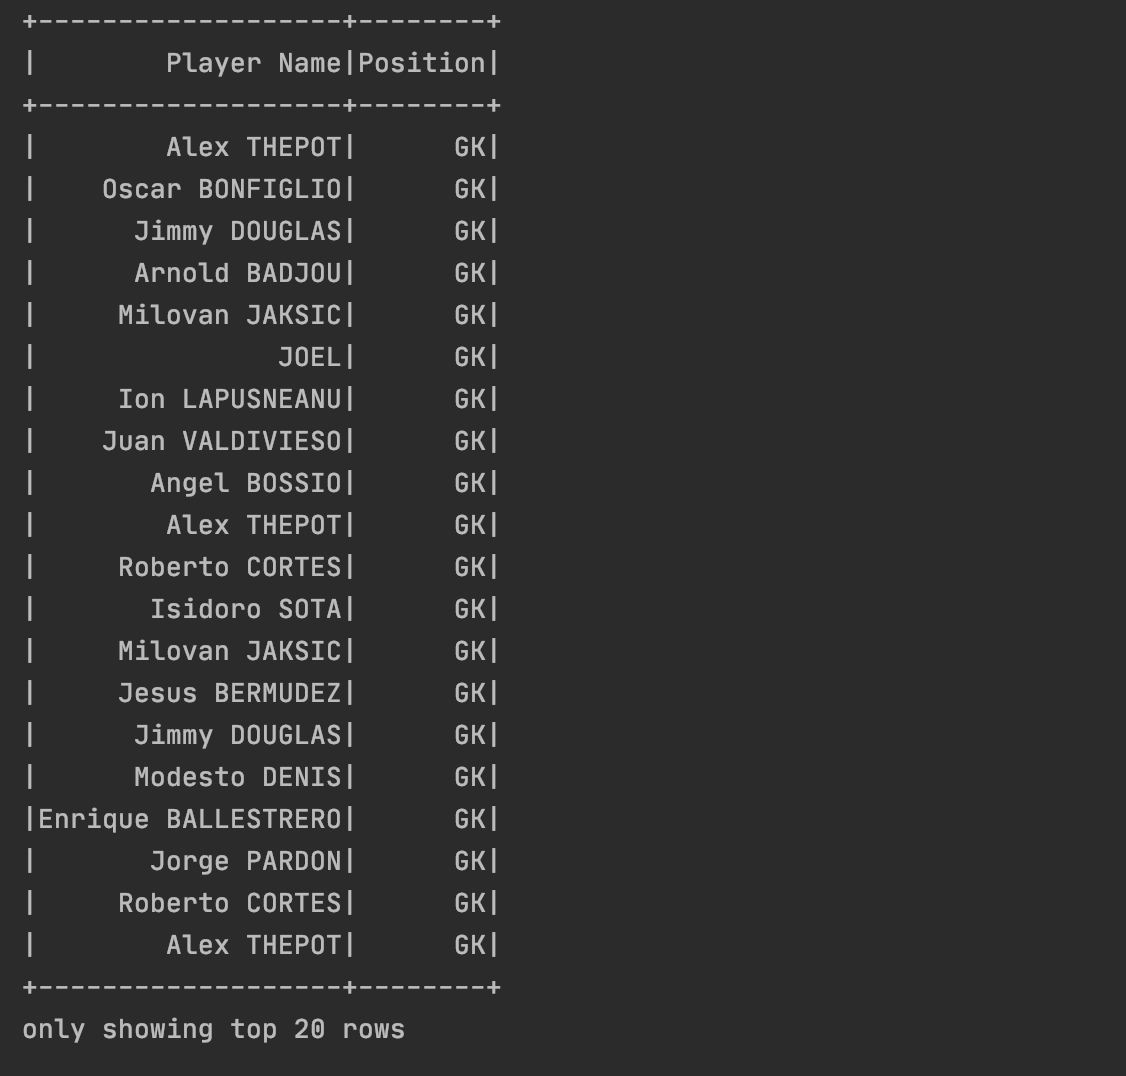 +-------------------+--------+
|        Player Name|Position|
+-------------------+--------+
|        Alex THEPOT|      GK|
|    Oscar BONFIGLIO|      GK|
|      Jimmy DOUGLAS|      GK|
|      Arnold BADJOU|      GK|
|     Milovan JAKSIC|      GK|
|               JOEL|      GK|
|     Ion LAPUSNEANU|      GK|
|    Juan VALDIVIESO|      GK|
|       Angel BOSSIO|      GK|
|        Alex THEPOT|      GK|
|     Roberto CORTES|      GK|
|       Isidoro SOTA|      GK|
|     Milovan JAKSIC|      GK|
|     Jesus BERMUDEZ|      GK|
|      Jimmy DOUGLAS|      GK|
|      Modesto DENIS|      GK|
|Enrique BALLESTRERO|      GK|
|       Jorge PARDON|      GK|
|     Roberto CORTES|      GK|
|        Alex THEPOT|      GK|
+-------------------+--------+
only showing top 20 rows